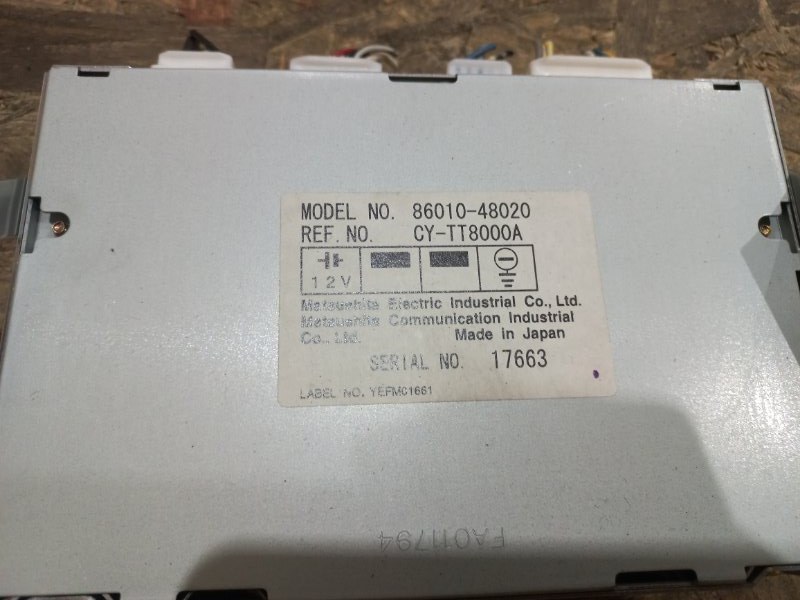 MODEL NO. 86010-48020
REF. NO. CY-TT8000A
12V
Matsushita Electric Industrial Co., Ltd.
Matsushita Communication Industrial
Co., Ltd. Made in Japan
SERIAL NO. 17663
LABEL NO. YEFMC1661
FA011794